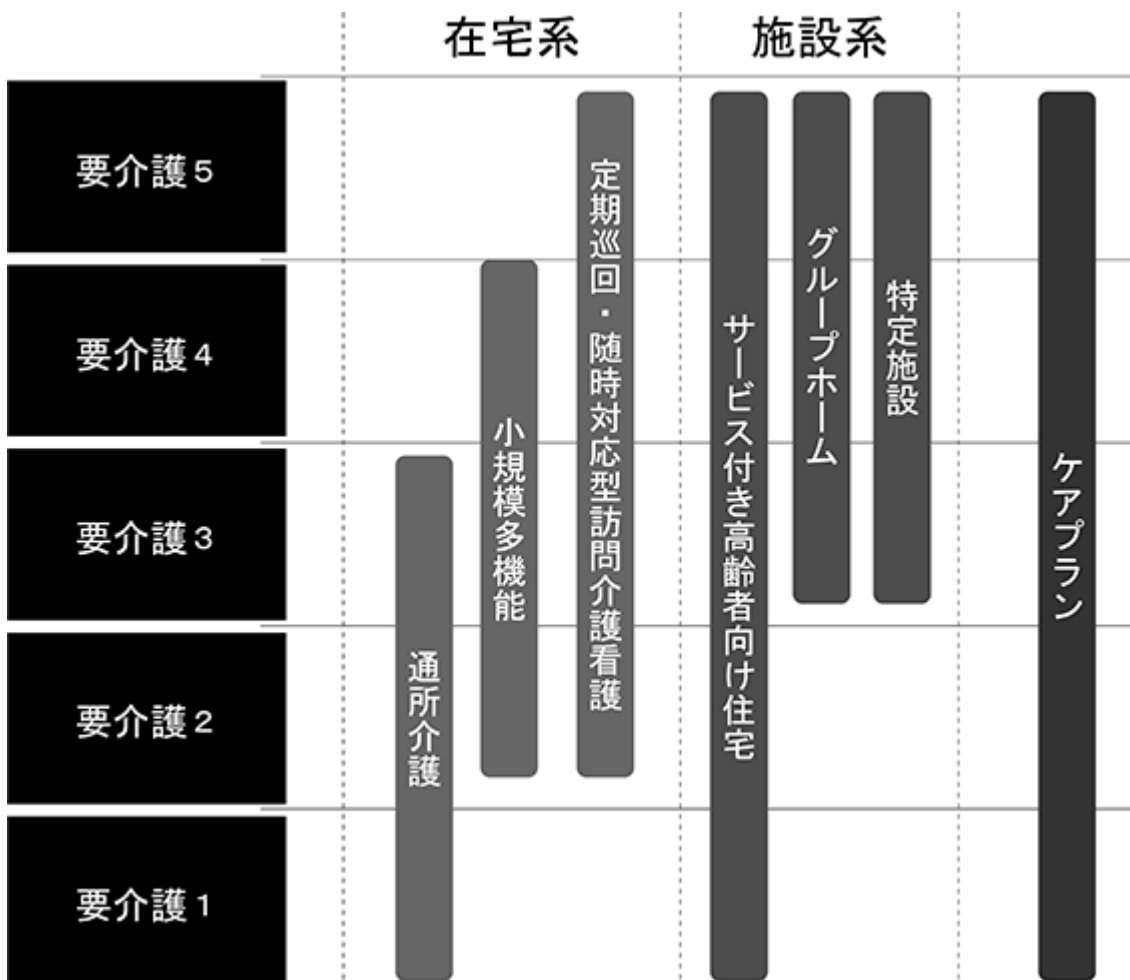 在宅系
施設系
要介護5
要介護4
要介護3
要介護2
要介護1
通所介護
小規模多機能
定期巡回・随時対応型訪問介護看護
サービス付き高齢者向け住宅
グループホーム
特定施設
ケアプラン